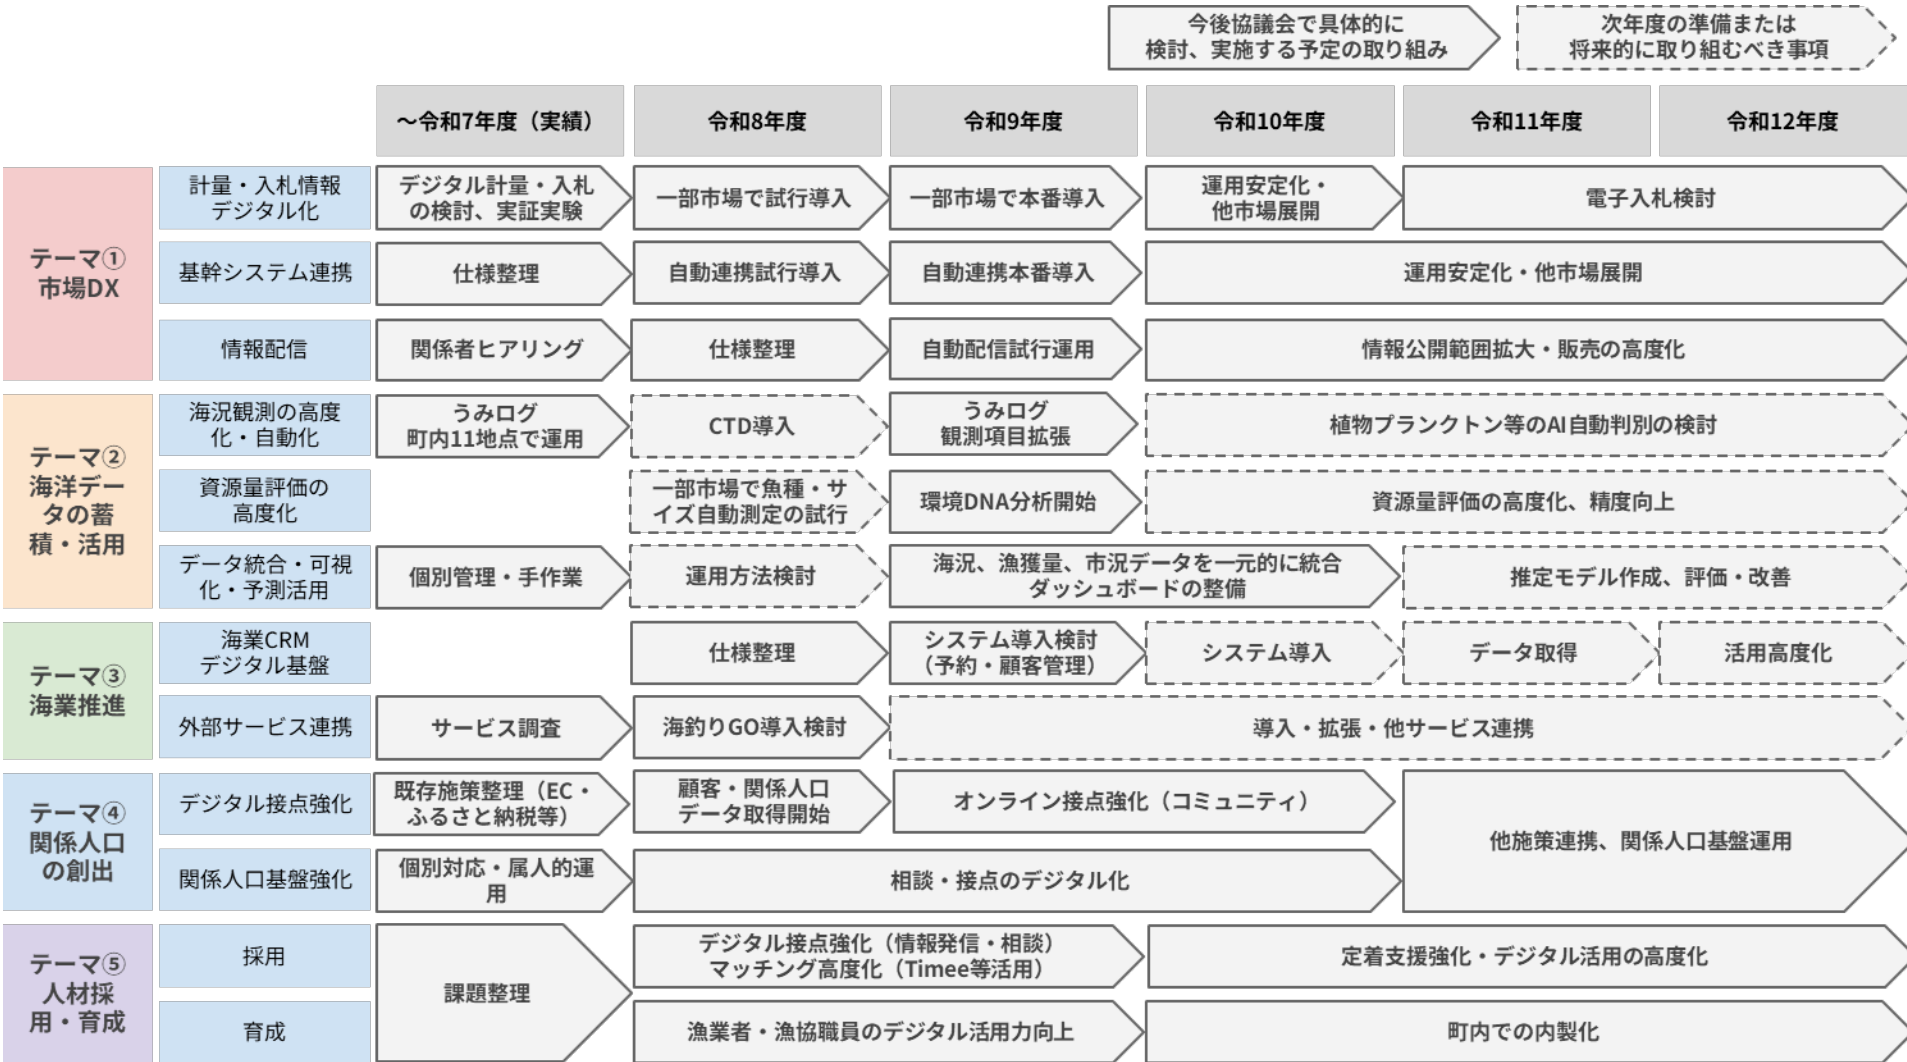 今後協議会で具体的に
検討、実施する予定の取り組み
次年度の準備または
将来的に取り組むべき事項
～令和7年度（実績）
令和8年度
令和9年度
令和10年度
令和11年度
令和12年度
テーマ①
市場DX
計量・入札情報
デジタル化
デジタル計量・入札
の検討、実証実験
一部市場で試行導入
一部市場で本番導入
運用安定化・
他市場展開
電子入札検討
基幹システム連携
仕様整理
自動連携試行導入
自動連携本番導入
運用安定化・他市場展開
情報配信
関係者ヒアリング
仕様整理
自動配信試行運用
情報公開範囲拡大・販売の高度化
テーマ②
海洋デー
タの蓄
積・活用
海況観測の高度
化・自動化
うみログ
町内11地点で運用
CTD導入
うみログ
観測項目拡張
植物プランクトン等のAI自動判別の検討
資源量評価の
高度化
一部市場で魚種・サ
イズ自動測定の試行
環境DNA分析開始
資源量評価の高度化、精度向上
データ統合・可視
化・予測活用
個別管理・手作業
運用方法検討
海況、漁獲量、市況データを一元的に統合
ダッシュボードの整備
推定モデル作成、評価・改善
テーマ③
海業推進
海業CRM
デジタル基盤
仕様整理
システム導入検討
（予約・顧客管理）
システム導入
データ取得
活用高度化
外部サービス連携
サービス調査
海釣りGO導入検討
導入・拡張・他サービス連携
テーマ④
関係人口
の創出
デジタル接点強化
既存施策整理（EC・
ふるさと納税等）
顧客・関係人口
データ取得開始
オンライン接点強化（コミュニティ）
他施策連携、関係人口基盤運用
関係人口基盤強化
個別対応・属人的運
用
相談・接点のデジタル化
テーマ⑤
人材採
用・育成
採用
課題整理
デジタル接点強化（情報発信・相談）
マッチング高度化（Timee等活用）
定着支援強化・デジタル活用の高度化
育成
漁業者・漁協職員のデジタル活用力向上
町内での内製化